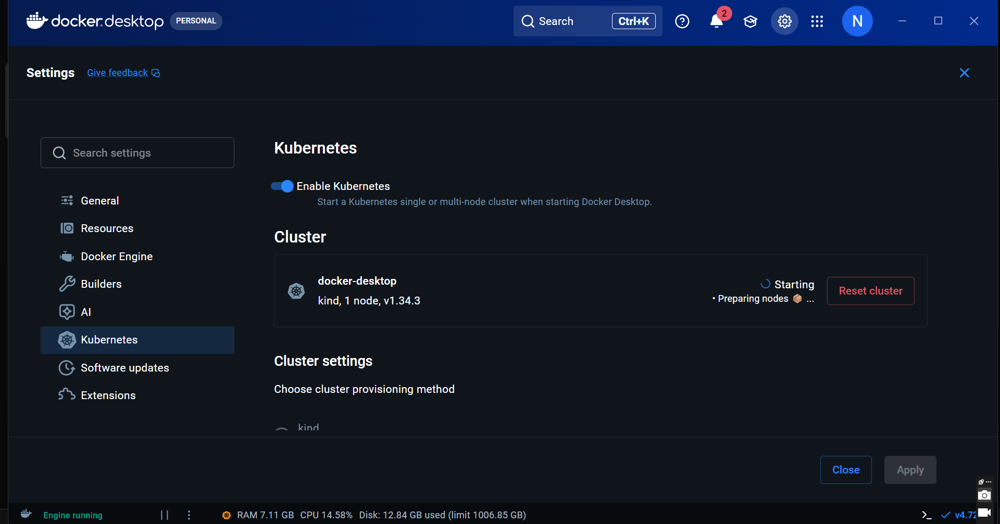 docker.desktop PERSONAL Search Ctrl+K 2 N
Settings Give feedback
Search settings
General
Resources
Docker Engine
Builders
AI
Kubernetes
Software updates
Extensions
Kubernetes
Enable Kubernetes
Start a Kubernetes single or multi-node cluster when starting Docker Desktop.
Cluster
docker-desktop
kind, 1 node, v1.34.3
Starting
• Preparing nodes 📦 ...
Reset cluster
Cluster settings
Choose cluster provisioning method
kind
Close Apply
Engine running RAM 7.11 GB CPU 14.58% Disk: 12.84 GB used (limit 1006.85 GB) v4.72